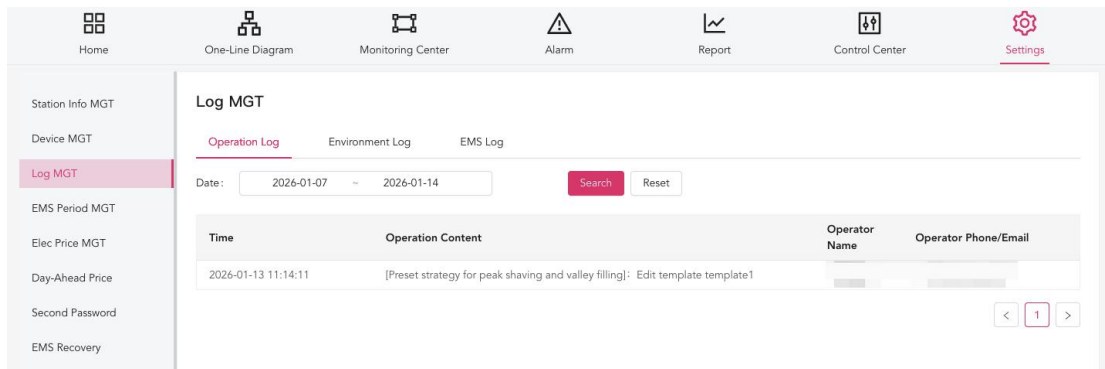 Home One-Line Diagram Monitoring Center Alarm Report Control Center Settings
Station Info MGT
Device MGT
Log MGT
EMS Period MGT
Elec Price MGT
Day-Ahead Price
Second Password
EMS Recovery
Log MGT
Operation Log Environment Log EMS Log
Date: 2026-01-07 ~ 2026-01-14 Search Reset
Time Operation Content Operator Name Operator Phone/Email
2026-01-13 11:14:11 [Preset strategy for peak shaving and valley filling]: Edit template template1
< 1 >